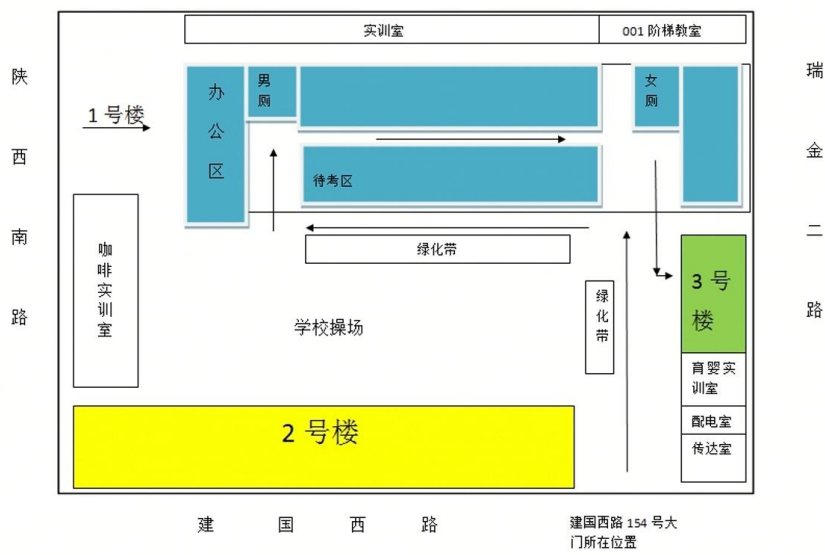 实训室
001 阶梯教室
陕西南路
1 号楼
办公区
男厕
女厕
待考区
瑞金二路
咖啡实训室
绿化带
绿化带
学校操场
3 号
楼
育婴实
训室
配电室
传达室
2 号楼
建国西路
建国西路 154 号大
门所在位置